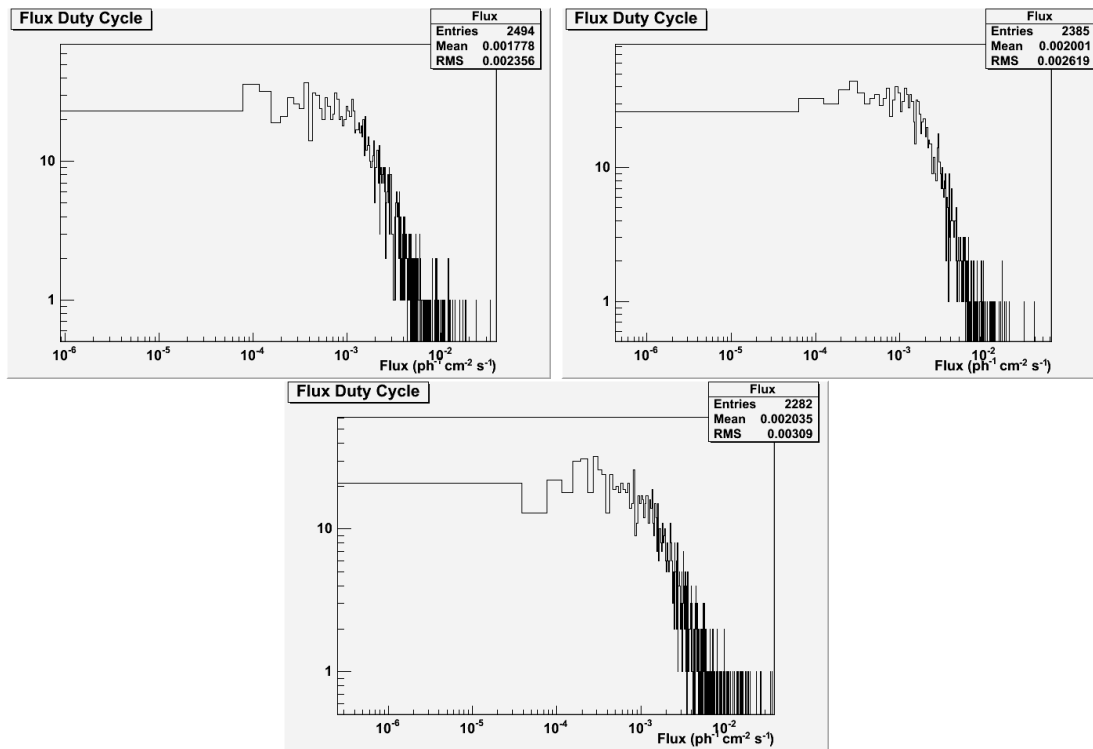 Flux Duty Cycle
Flux
Entries 2494
Mean 0.001778
RMS 0.002356
10
1
10-6 10-5 10-4 10-3 10-2
Flux (ph-1 cm-2 s-1)
Flux Duty Cycle
Flux
Entries 2385
Mean 0.002001
RMS 0.002619
10
1
10-6 10-5 10-4 10-3 10-2
Flux (ph-1 cm-2 s-1)
Flux Duty Cycle
Flux
Entries 2282
Mean 0.002035
RMS 0.00309
10
1
10-6 10-5 10-4 10-3 10-2
Flux (ph-1 cm-2 s-1)